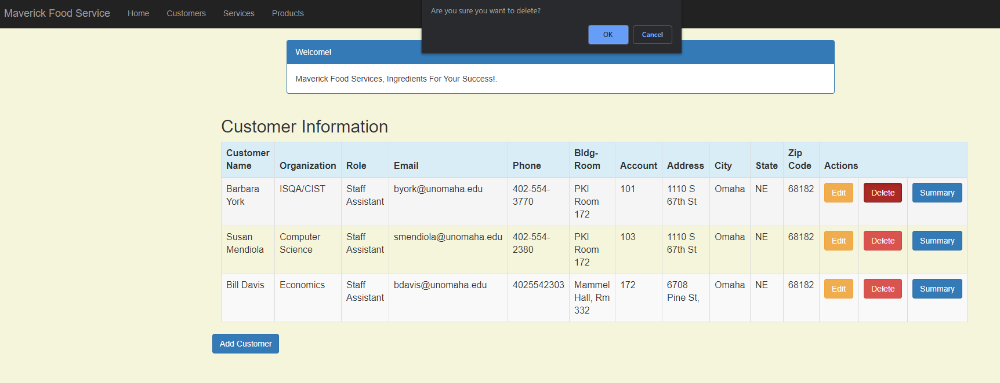 Maverick Food Service Home Customers Services Products
Are you sure you want to delete?
OK Cancel
Welcome!
Maverick Food Services, Ingredients For Your Success!.
Customer Information
Customer Name Organization Role Email Phone Bldg-Room Account Address City State Zip Code Actions
Barbara York ISQA/CIST Staff Assistant byork@unomaha.edu 402-554-3770 PKI Room 172 101 1110 S 67th St Omaha NE 68182 Edit Delete Summary
Susan Mendiola Computer Science Staff Assistant smendiola@unomaha.edu 402-554-2380 PKI Room 172 103 1110 S 67th St Omaha NE 68182 Edit Delete Summary
Bill Davis Economics Staff Assistant bdavis@unomaha.edu 4025542303 Mammel Hall, Rm 332 172 6708 Pine St, Omaha NE 68182 Edit Delete Summary
Add Customer